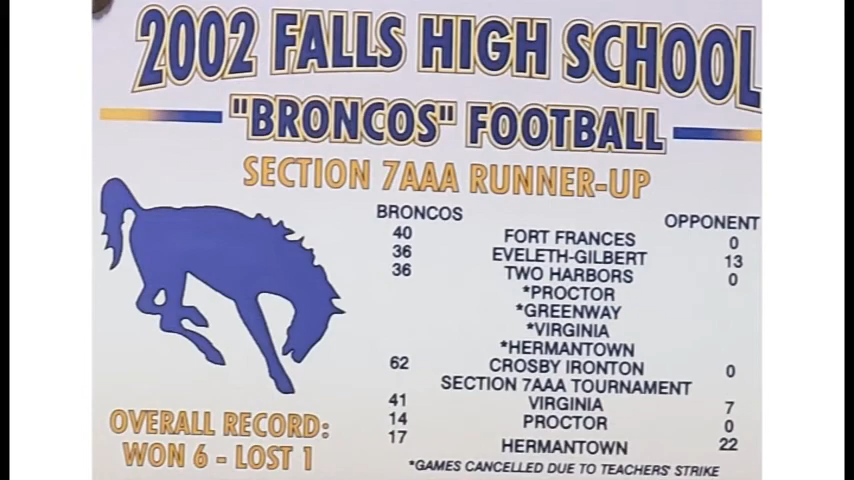 2002 FALLS HIGH SCHOOL
"BRONCOS" FOOTBALL
SECTION 7AAA RUNNER-UP
BRONCOS OPPONENT
40 FORT FRANCES 0
36 EVELETH-GILBERT 13
36 TWO HARBORS 0
*PROCTOR
*GREENWAY
*VIRGINIA
*HERMANTOWN
62 CROSBY IRONTON 0
SECTION 7AAA TOURNAMENT
41 VIRGINIA 7
14 PROCTOR 0
17 HERMANTOWN 22
OVERALL RECORD:
WON 6 - LOST 1
*GAMES CANCELLED DUE TO TEACHERS' STRIKE